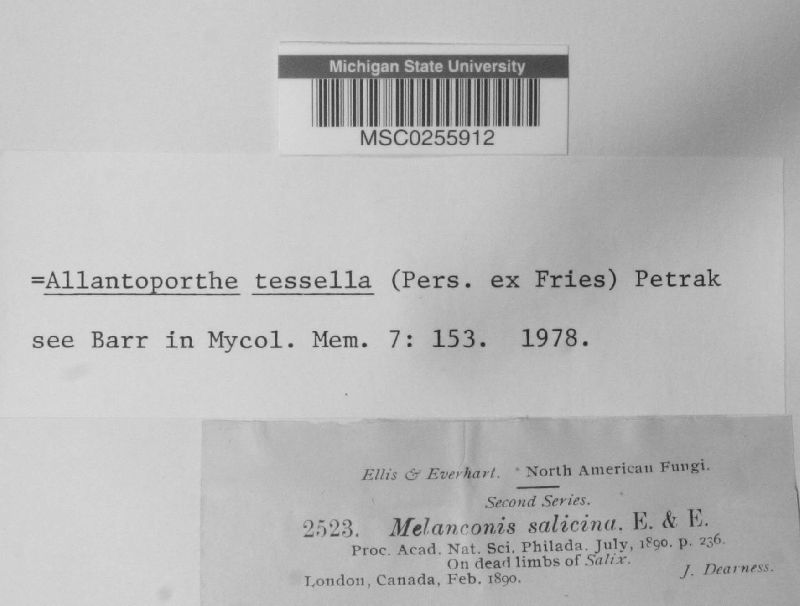 Michigan State University
MSC0255912
=Allantoporthe tessella (Pers. ex Fries) Petrak
see Barr in Mycol. Mem. 7: 153. 1978.
Ellis & Everhart. North American Fungi.
Second Series.
2523. Melanconis salicina, E. & E.
Proc. Acad. Nat. Sci. Philada. July, 1890. p. 236.
On dead limbs of Salix.
London, Canada, Feb. 1890. J. Dearness.